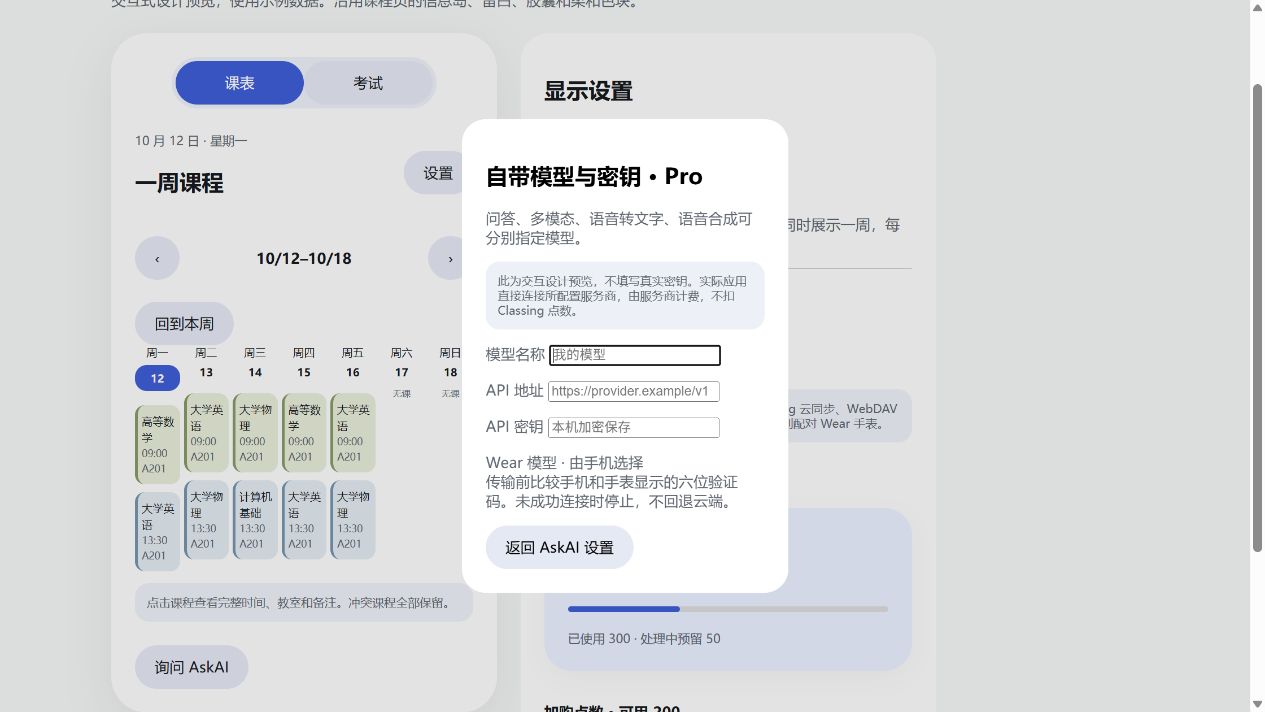 交互式设计预览，使用示例数据。沿用课程页的信息岛、留白、胶囊和柔和色块。
课表
考试
10 月 12 日 · 星期一
一周课程
设置
‹
10/12–10/18
›
回到本周
周一 周二 周三 周四 周五 周六 周日
12 13 14 15 16 17 18
无课 无课
高等数学
09:00
A201
大学英语
09:00
A201
大学物理
09:00
A201
高等数学
09:00
A201
大学英语
09:00
A201
大学英语
13:30
A201
大学物理
13:30
A201
计算机基础
13:30
A201
大学英语
13:30
A201
大学物理
13:30
A201
点击课程查看完整时间、教室和备注。冲突课程全部保留。
询问 AskAI
显示设置
同时展示一周，每
g 云同步、WebDAV
配对 Wear 手表。
已使用 300 · 处理中预留 50
自带模型与密钥 · Pro
问答、多模态、语音转文字、语音合成可
分别指定模型。
此为交互设计预览，不填写真实密钥。实际应用
直接连接所配置服务商，由服务商计费，不扣
Classing 点数。
模型名称 我的模型
API 地址 https://provider.example/v1
API 密钥 本机加密保存
Wear 模型 · 由手机选择
传输前比较手机和手表显示的六位验证
码。未成功连接时停止，不回退云端。
返回 AskAI 设置